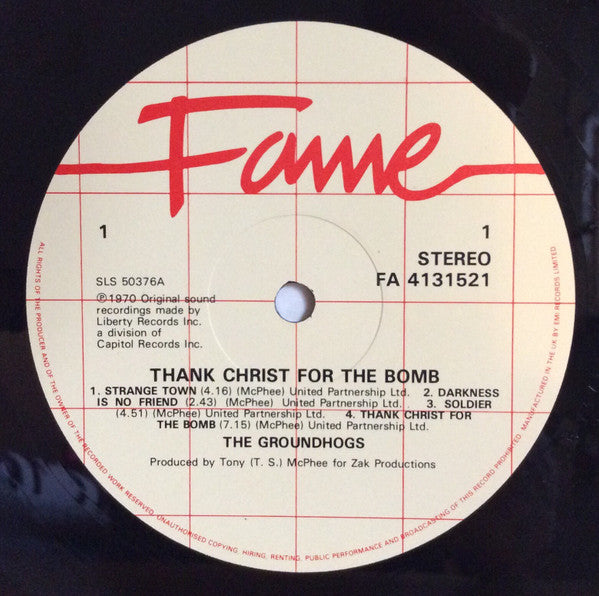 Fame
1
1
STEREO
FA 4131521
SLS 50376A
℗1970 Original sound
recordings made by
Liberty Records Inc.
a division of
Capitol Records Inc.
THANK CHRIST FOR THE BOMB
1. STRANGE TOWN (4.16) (McPhee) United Partnership Ltd. 2. DARKNESS
IS NO FRIEND (2.43) (McPhee) United Partnership Ltd. 3. SOLDIER
(4.51) (McPhee) United Partnership Ltd. 4. THANK CHRIST FOR
THE BOMB (7.15) (McPhee) United Partnership Ltd.
THE GROUNDHOGS
Produced by Tony (T. S.) McPhee for Zak Productions
ALL RIGHTS OF THE PRODUCER AND OF THE OWNER OF THE RECORDED WORK RESERVED. UNAUTHORISED COPYING, HIRING, RENTING, PUBLIC PERFORMANCE AND BROADCASTING OF THIS RECORD PROHIBITED. MANUFACTURED IN THE UK BY EMI RECORDS LIMITED